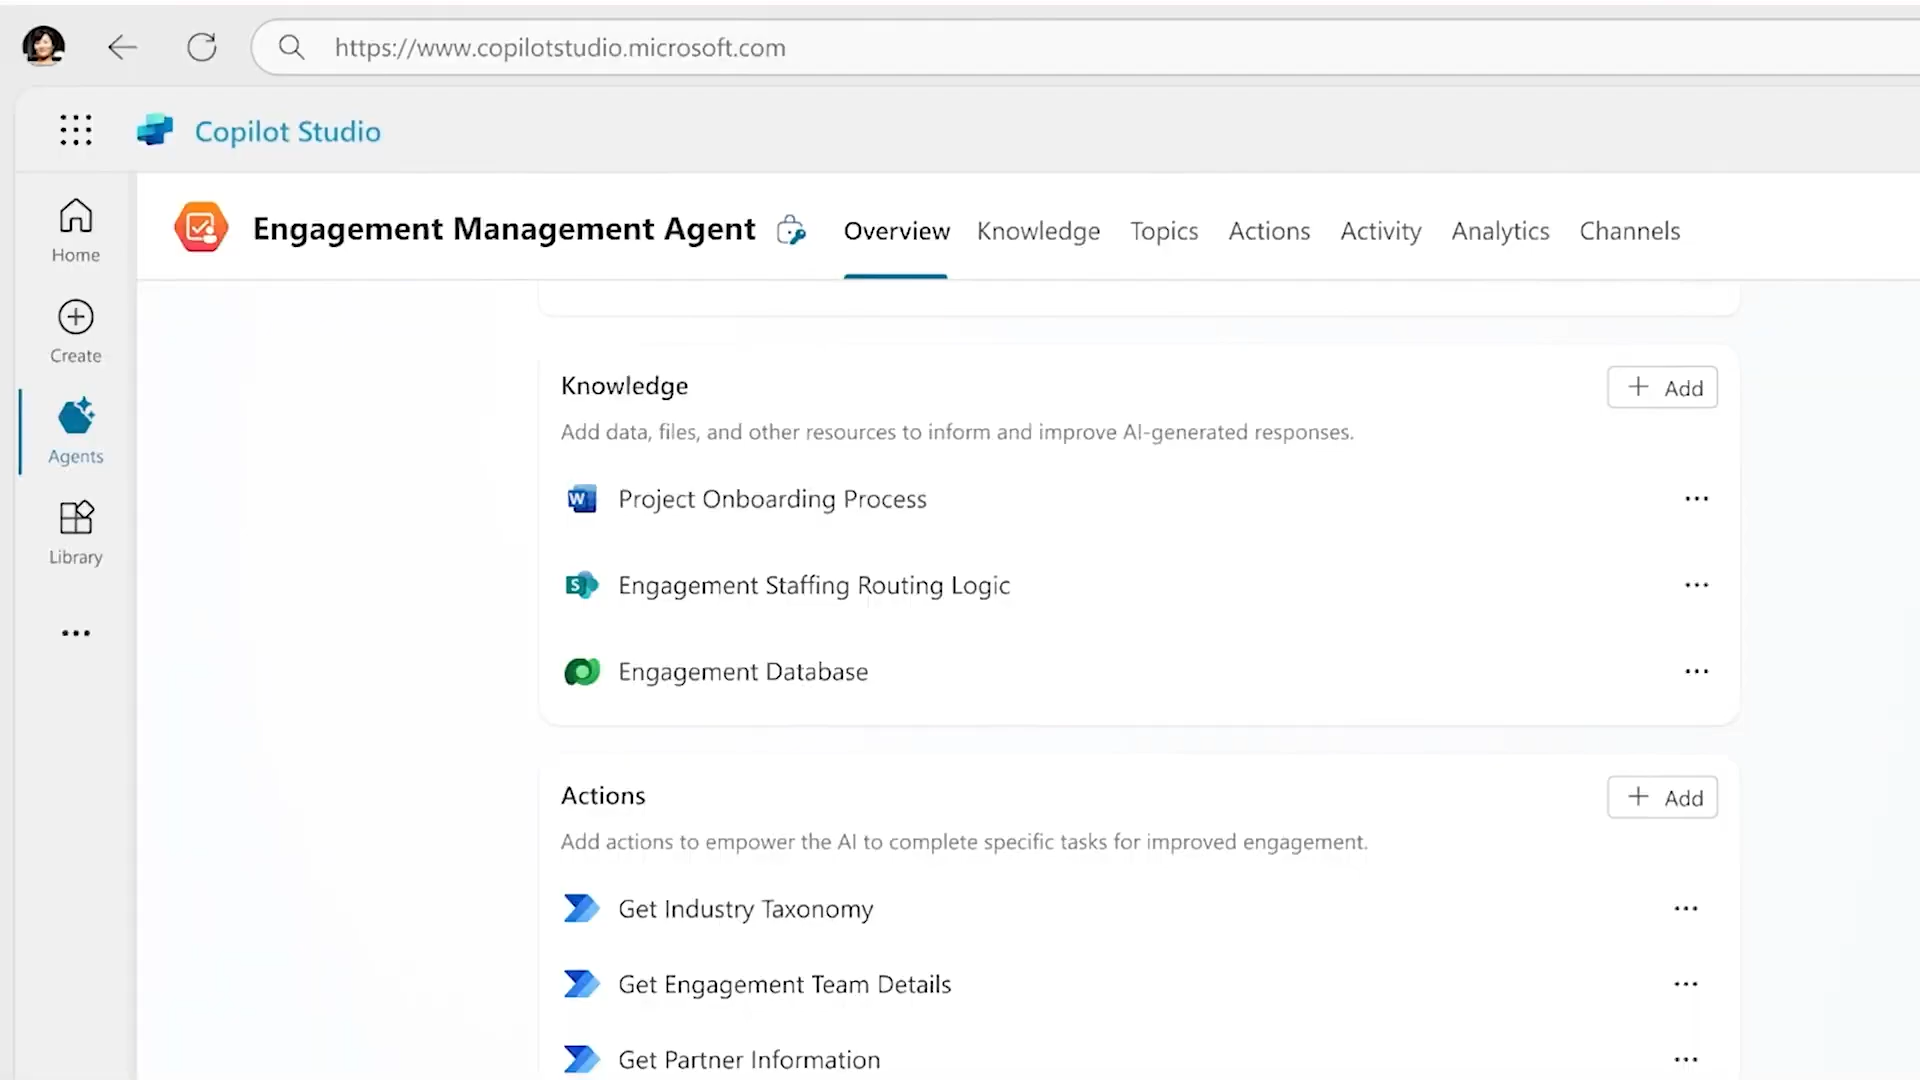 https://www.copilotstudio.microsoft.com
Copilot Studio
Home
Create
Agents
Library
Engagement Management Agent
Overview Knowledge Topics Actions Activity Analytics Channels
Knowledge
Add
Add data, files, and other resources to inform and improve AI-generated responses.
Project Onboarding Process
Engagement Staffing Routing Logic
Engagement Database
Actions
Add
Add actions to empower the AI to complete specific tasks for improved engagement.
Get Industry Taxonomy
Get Engagement Team Details
Get Partner Information